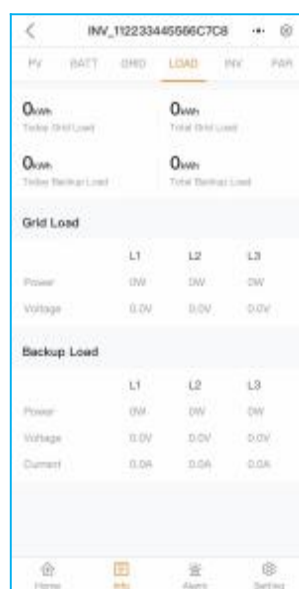 INV_112233445566C7C8
PV BATT GRID LOAD INV PAR
0kWh 0kWh
Today Grid Load Total Grid Load
0kWh 0kWh
Today Backup Load Total Backup Load
Grid Load
L1 L2 L3
Power 0W 0W 0W
Voltage 0.0V 0.0V 0.0V
Backup Load
L1 L2 L3
Power 0W 0W 0W
Voltage 0.0V 0.0V 0.0V
Current 0.0A 0.0A 0.0A
Home Info Alarm Setting